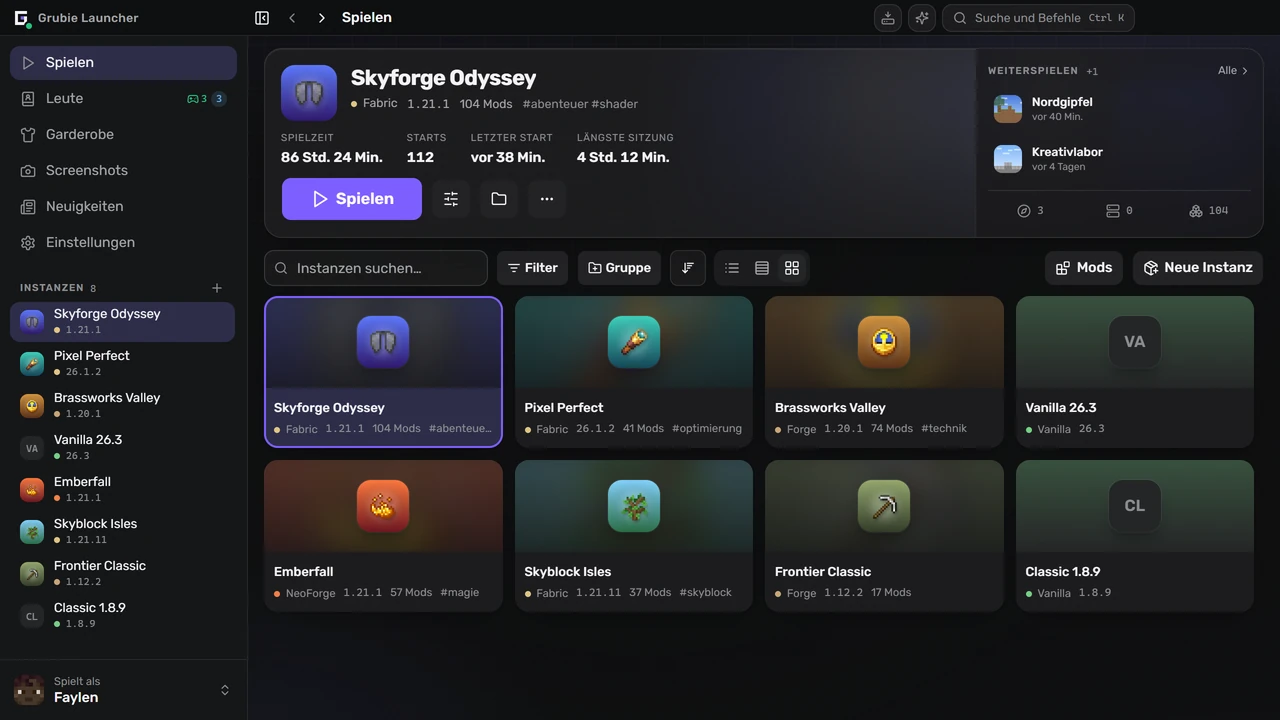 Grubie Launcher
Spielen
Suche und Befehle Ctrl K
Spielen
Leute 3 3
Garderobe
Screenshots
Neuigkeiten
Einstellungen
INSTANZEN 8
Skyforge Odyssey
1.21.1
Pixel Perfect
26.1.2
Brassworks Valley
1.20.1
VA
Vanilla 26.3
26.3
Emberfall
1.21.1
Skyblock Isles
1.21.11
Frontier Classic
1.12.2
CL
Classic 1.8.9
1.8.9
Spielt als
Faylen
Skyforge Odyssey
Fabric 1.21.1 104 Mods #abenteuer #shader
SPIELZEIT STARTS LETZTER START LÄNGSTE SITZUNG
86 Std. 24 Min. 112 vor 38 Min. 4 Std. 12 Min.
Spielen
WEITERSPIELEN +1 Alle
Nordgipfel
vor 40 Min.
Kreativlabor
vor 4 Tagen
3 0 104
Instanzen suchen… Filter Gruppe Mods Neue Instanz
Skyforge Odyssey
Fabric 1.21.1 104 Mods #abenteue…
Pixel Perfect
Fabric 26.1.2 41 Mods #optimierung
Brassworks Valley
Forge 1.20.1 74 Mods #technik
VA
Vanilla 26.3
Vanilla 26.3
Emberfall
NeoForge 1.21.1 57 Mods #magie
Skyblock Isles
Fabric 1.21.11 37 Mods #skyblock
Frontier Classic
Forge 1.12.2 17 Mods
CL
Classic 1.8.9
Vanilla 1.8.9